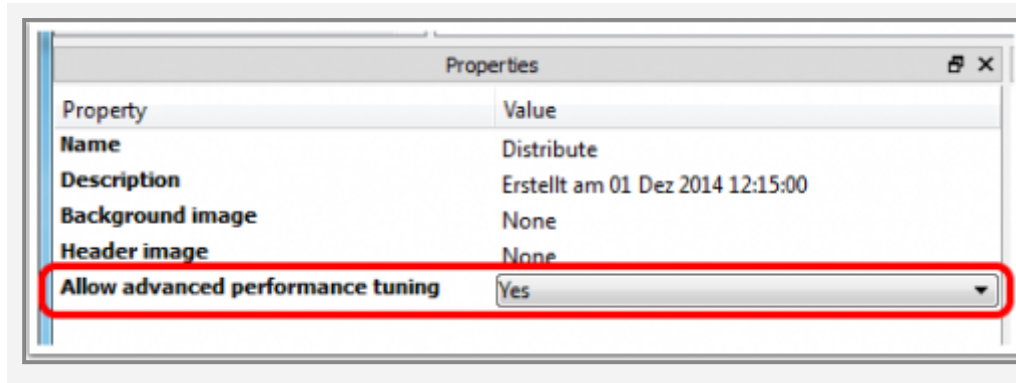 Properties
Property Value
Name Distribute
Description Erstellt am 01 Dez 2014 12:15:00
Background image None
Header image None
Allow advanced performance tuning Yes